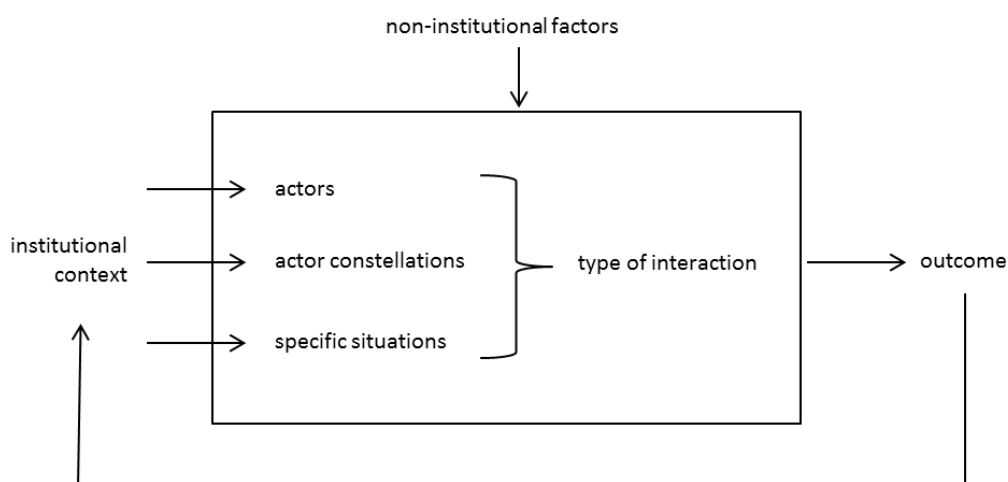 non-institutional factors
actors
institutional
context
actor constellations
type of interaction
outcome
specific situations